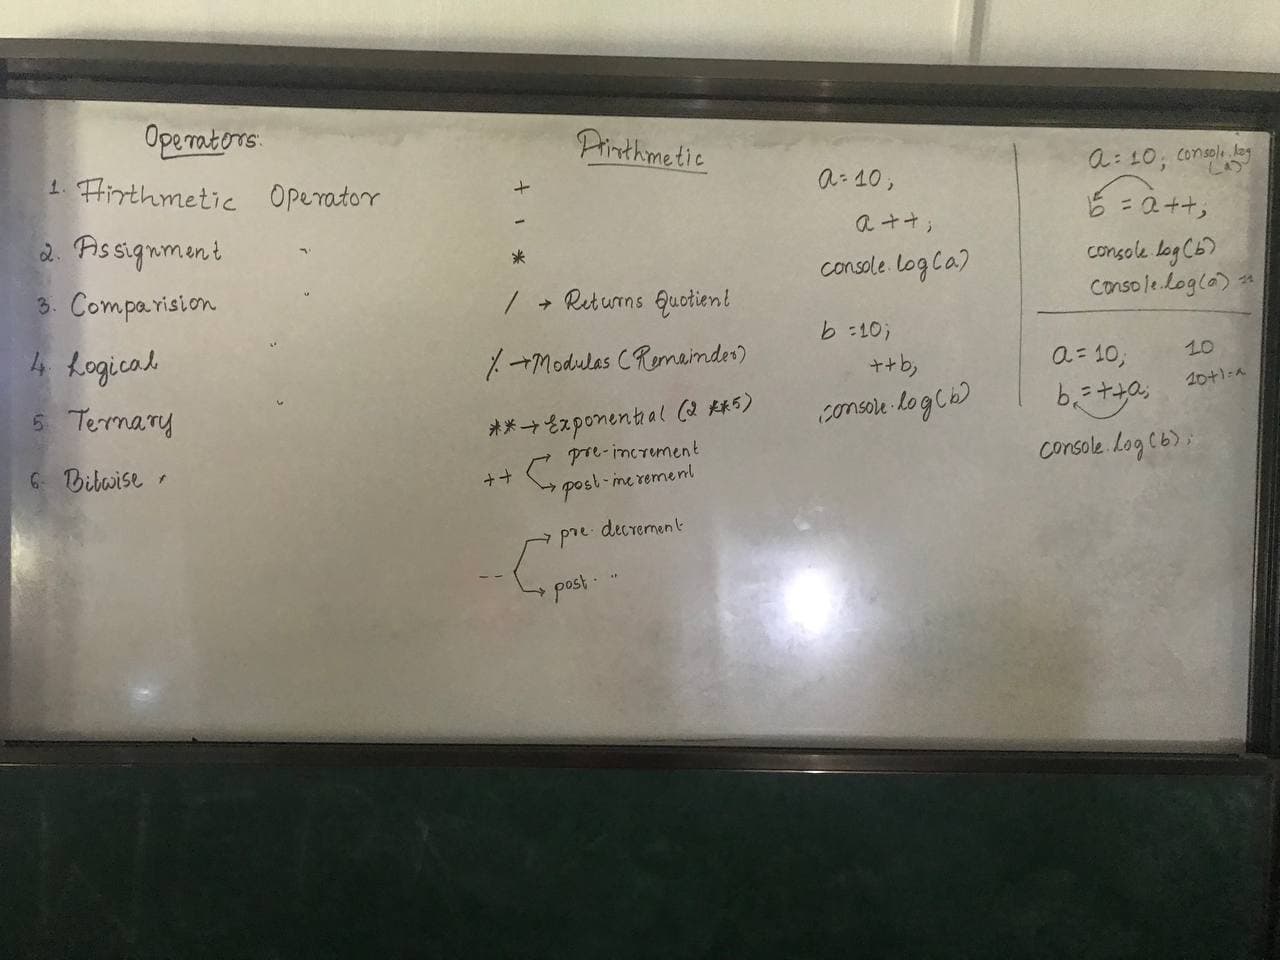 Operators:
1. Airthmetic Operator
2. Assignment "
3. Comparision "
4. Logical "
5 Ternary "
6. Bitwise "
Airthmetic
+
-
*
/ → Returns Quotient
% → Modulas (Remainder)
** → Exponential (2 **5)
++ → pre-increment
→ post-increment
-- → pre-decrement
→ post- "
a=10;
a++;
console.log(a)
b=10;
++b;
console.log(b)
a=10; console.log
(a)
b = a++;
console.log(b)
console.log(a)
a=10; 10
b=++a; 10+1=a
console.log(b);